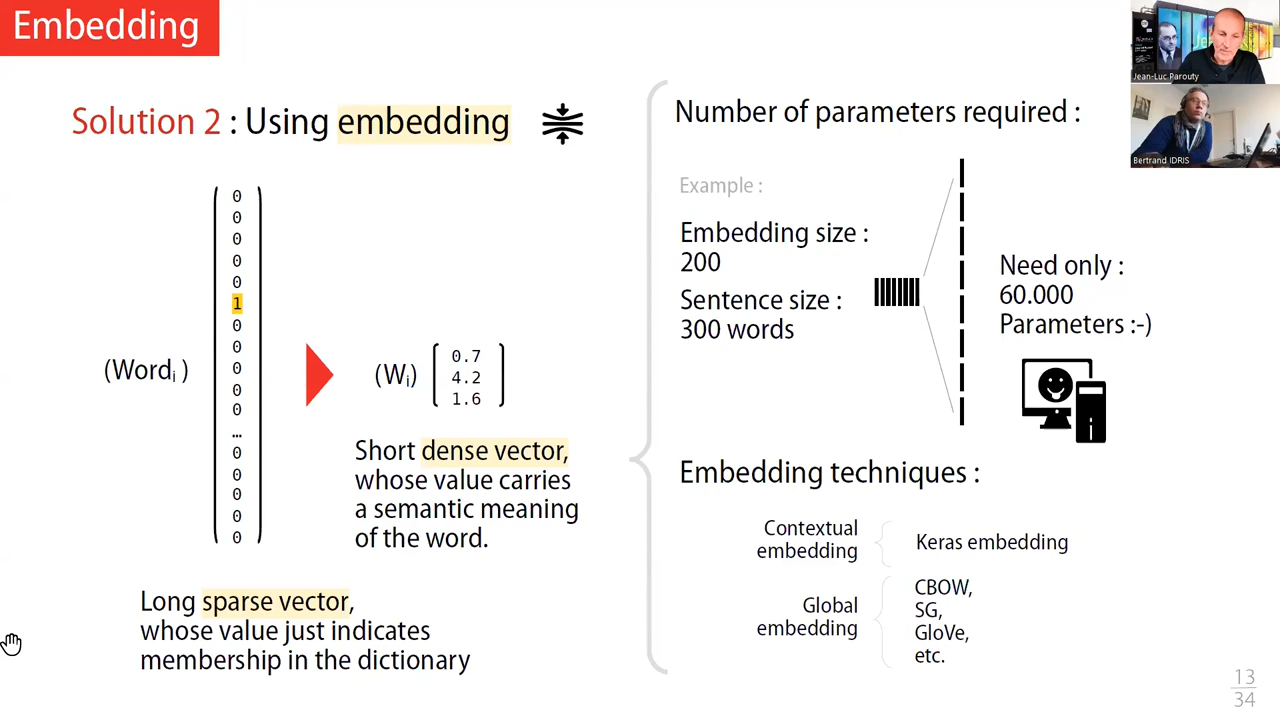 Embedding
Solution 2 : Using embedding
0
0
0
0
0
1
0
0
0
0
0
…
0
0
0
0
0
(Wordi )
(Wi)
0.7
4.2
1.6
Short dense vector,
whose value carries
a semantic meaning
of the word.
Long sparse vector,
whose value just indicates
membership in the dictionary
Number of parameters required :
Example :
Embedding size :
200
Sentence size :
300 words
Need only :
60.000
Parameters :-)
Embedding techniques :
Contextual
embedding
Keras embedding
Global
embedding
CBOW,
SG,
GloVe,
etc.
Jean-Luc Parouty
Bertrand IDRIS
13
34